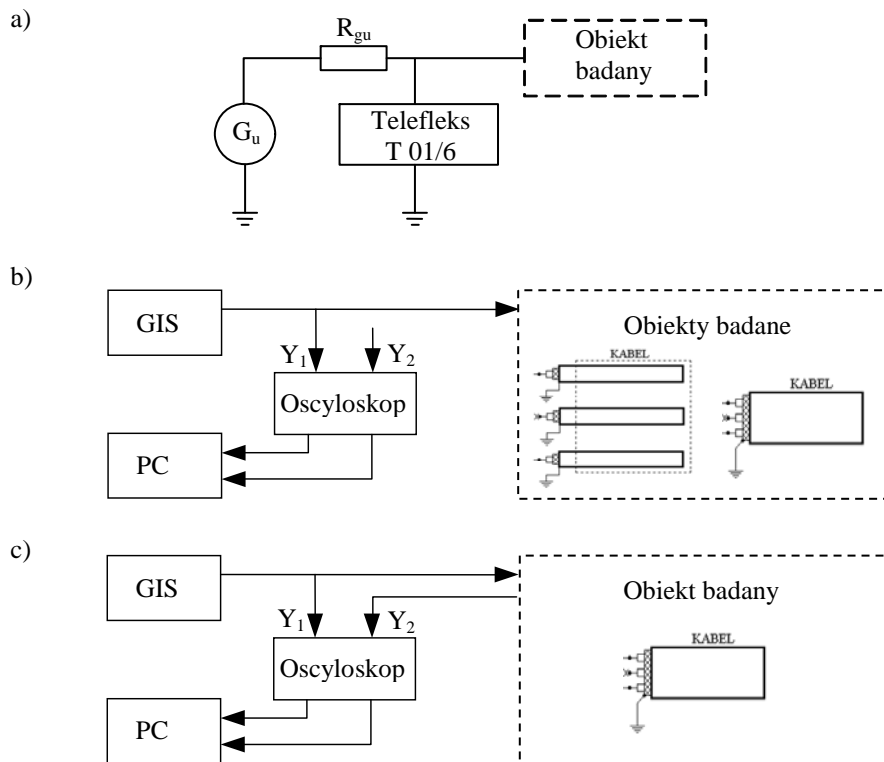 a)
R_gu
Obiekt
badany
G_u
Telefleks
T 01/6
b)
GIS
Obiekty badane
Y_1
Y_2
KABEL
KABEL
Oscyloskop
PC
c)
GIS
Obiekt badany
Y_1
Y_2
KABEL
Oscyloskop
PC